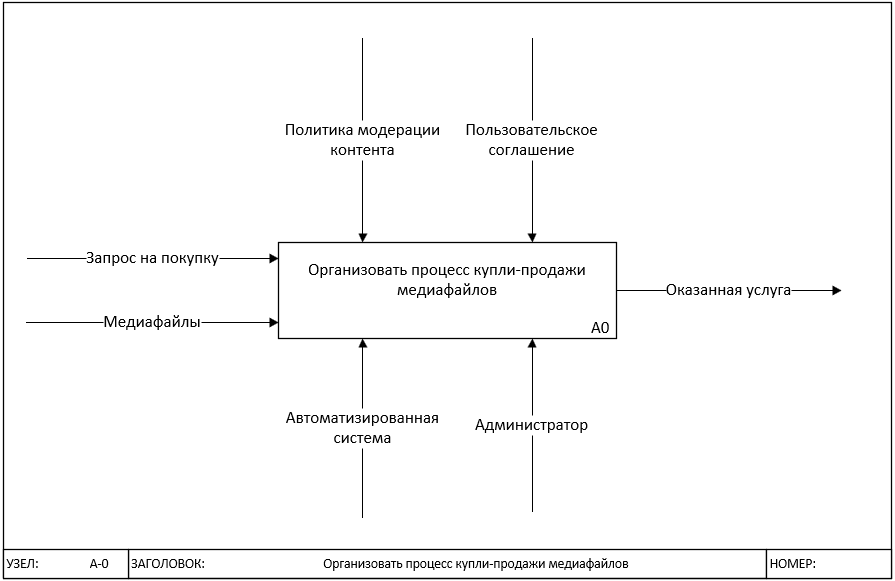 Политика модерации
контента
Пользовательское
соглашение
Запрос на покупку
Медиафайлы
Организовать процесс купли-продажи
медиафайлов
A0
Оказанная услуга
Автоматизированная
система
Администратор
УЗЕЛ: A-0 ЗАГОЛОВОК: Организовать процесс купли-продажи медиафайлов НОМЕР: